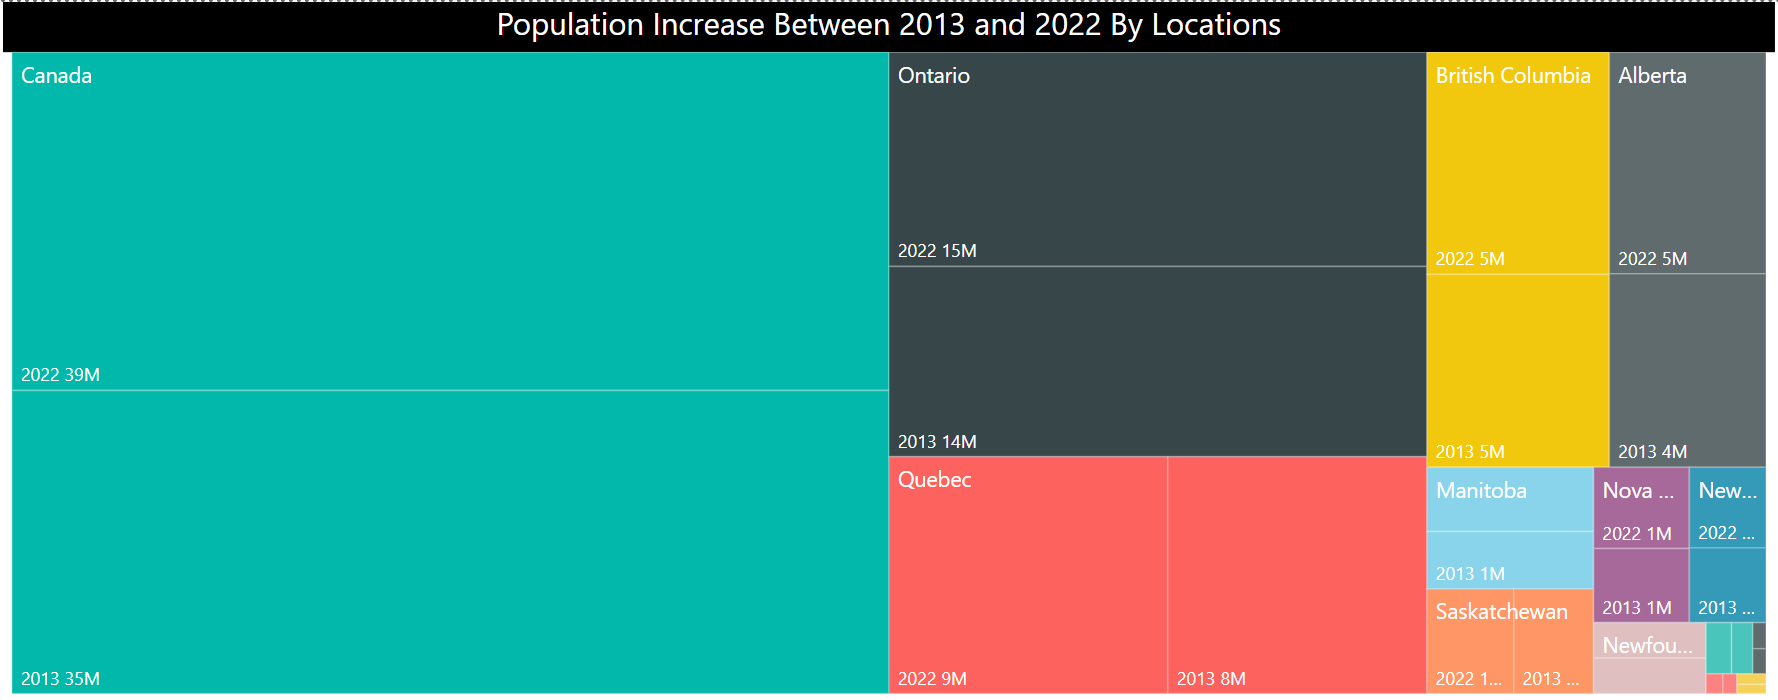 Population Increase Between 2013 and 2022 By Locations
Canada
2022 39M
2013 35M
Ontario
2022 15M
2013 14M
Quebec
2022 9M
2013 8M
British Columbia
2022 5M
2013 5M
Alberta
2022 5M
2013 4M
Manitoba
2013 1M
Saskatchewan
2022 1...
2013 ...
Nova ...
2022 1M
2013 1M
New...
2022 ...
2013 ...
Newfou...